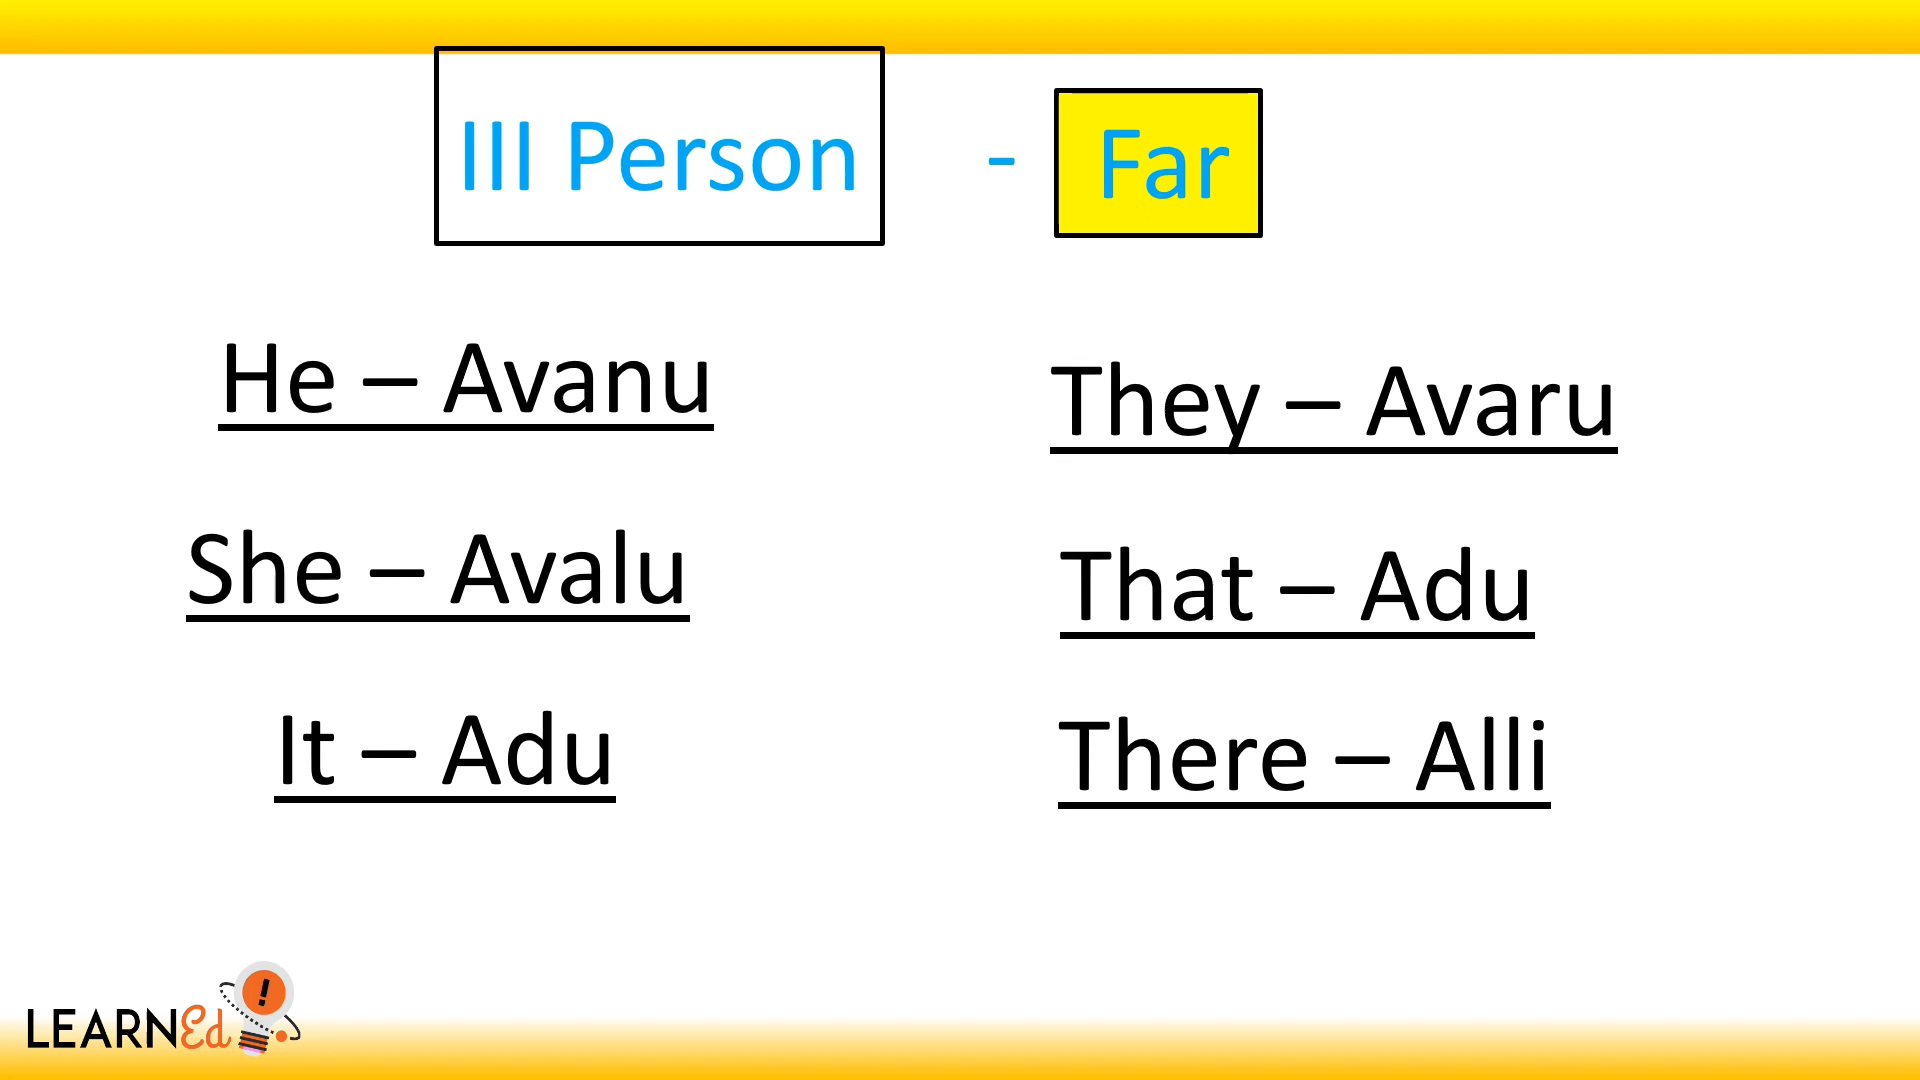 III Person - Far
He – Avanu
She – Avalu
It – Adu
They – Avaru
That – Adu
There – Alli
LEARNEd